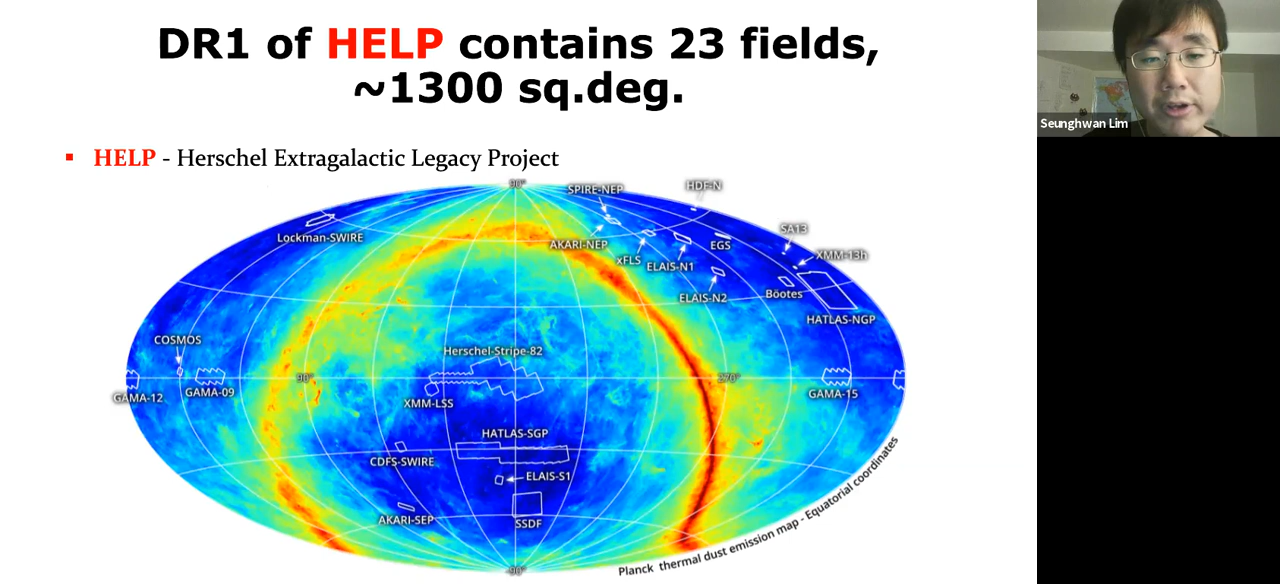 DR1 of HELP contains 23 fields,
~1300 sq.deg.
Seunghwan Lim
▪ HELP - Herschel Extragalactic Legacy Project
90°
SPIRE-NEP
HDF-N
Lockman-SWIRE
AKARI-NEP
xFLS
ELAIS-N1
EGS
SA13
XMM-13h
ELAIS-N2
Böotes
HATLAS-NGP
COSMOS
Herschel-Stripe-82
90°
270°
GAMA-12
GAMA-09
XMM-LSS
GAMA-15
HATLAS-SGP
CDFS-SWIRE
ELAIS-S1
AKARI-SEP
SSDF
-90°
Planck thermal dust emission map - Equatorial coordinates